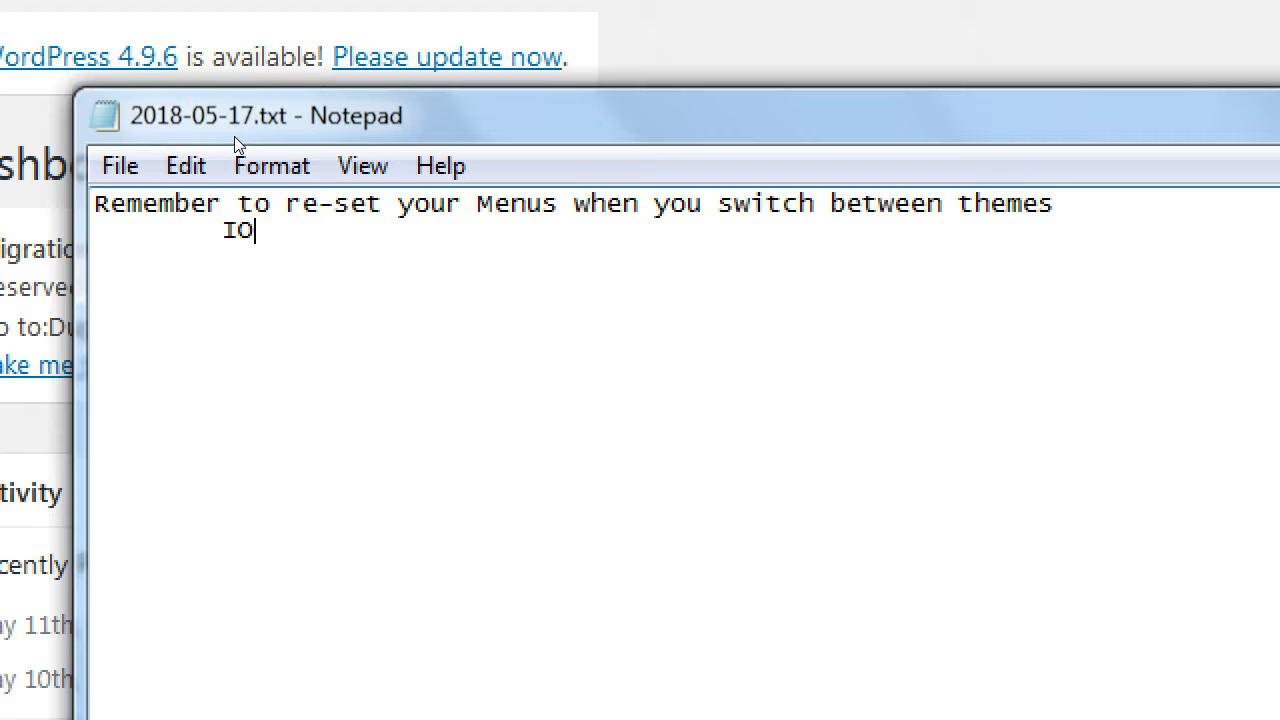 WordPress 4.9.6 is available! Please update now.
2018-05-17.txt - Notepad
File Edit Format View Help
Remember to re-set your Menus when you switch between themes
IO
tivity